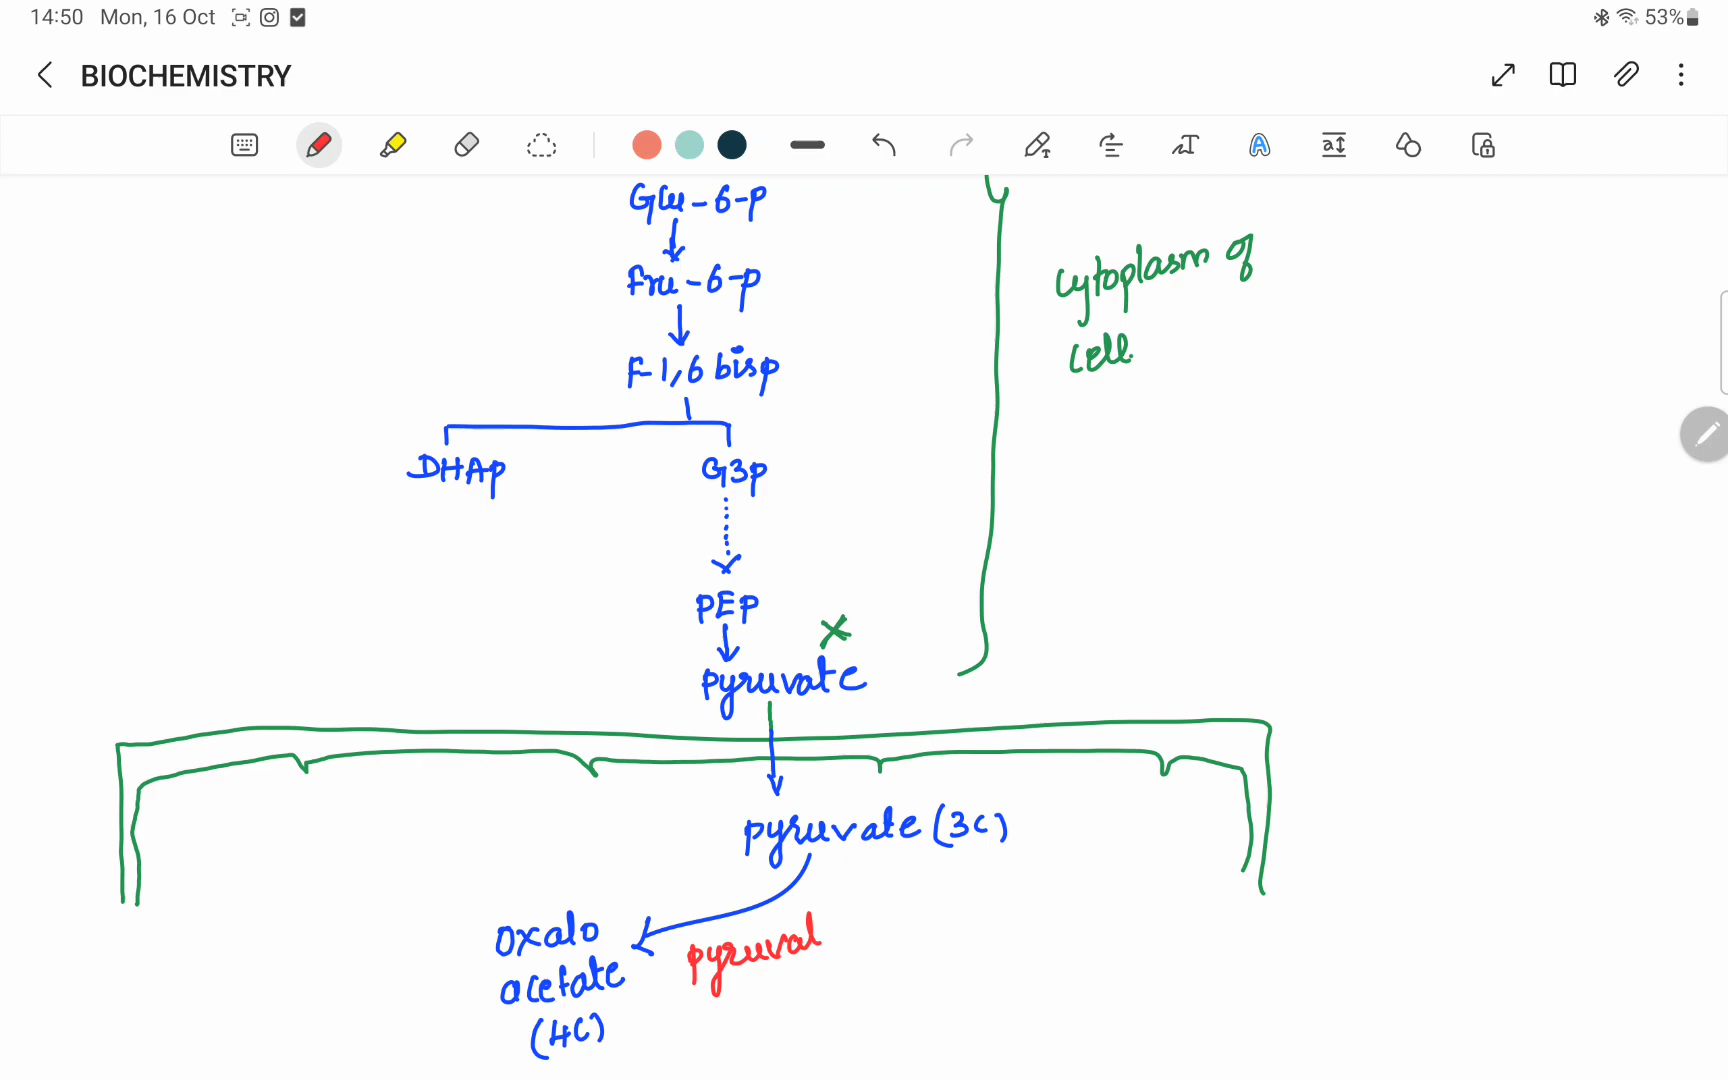 14:50 Mon, 16 Oct
53%
BIOCHEMISTRY
Glu-6-P
Fru-6-P
F-1,6 bisp
DHAP
G3P
PEP
Pyruvate
cytoplasm of
cell.
Pyruvate (3C)
oxalo
acetate
(4C)
pyruvat